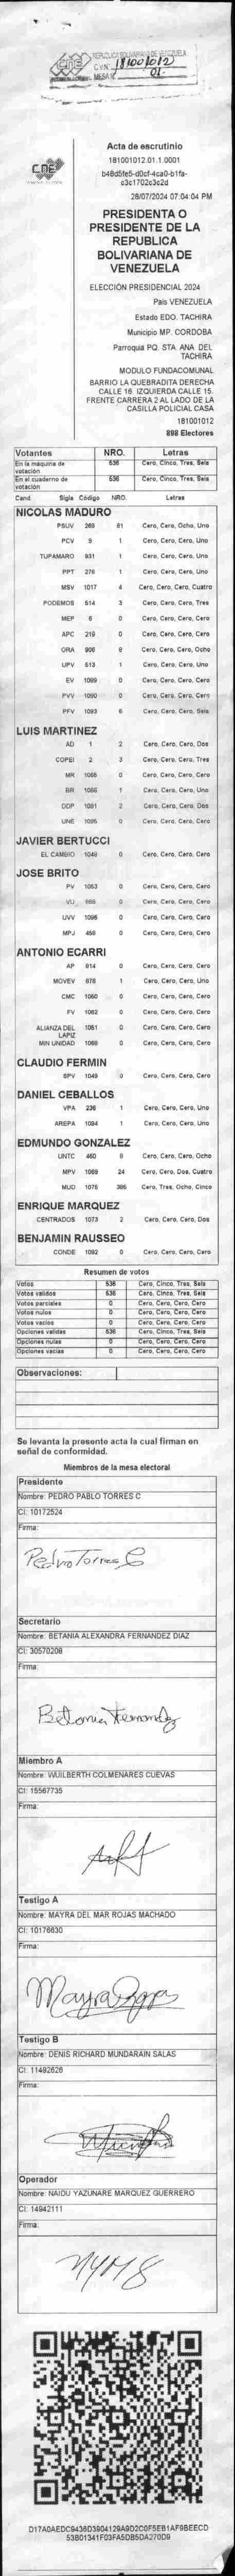 REPUBLICA BOLIVARIANA DE VENEZUELA
CNE
C.V.N°: 181001012
MESA N° 01
CNE
Acta de escrutinio
181001012.01.1.0001
b48d5fe5-d0cf-4ca0-b1fa-
c3c1702c3c2d
28/07/2024 07:04:04 PM
PRESIDENTA O
PRESIDENTE DE LA
REPUBLICA
BOLIVARIANA DE
VENEZUELA
ELECCIÓN PRESIDENCIAL 2024
País VENEZUELA
Estado EDO. TACHIRA
Municipio MP. CORDOBA
Parroquia PQ. STA. ANA DEL
TACHIRA
MODULO FUNDACOMUNAL
BARRIO LA QUEBRADITA DERECHA
CALLE 16. IZQUIERDA CALLE 15.
FRENTE CARRERA 2 AL LADO DE LA
CASILLA POLICIAL CASA
181001012
898 Electores
Votantes NRO. Letras
En la máquina de votación 536 Cero, Cinco, Tres, Seis
En el cuaderno de votación 536 Cero, Cinco, Tres, Seis
Cand Sigla Código NRO. Letras
NICOLAS MADURO
PSUV 269 81 Cero, Cero, Ocho, Uno
PCV 9 1 Cero, Cero, Cero, Uno
TUPAMARO 931 1 Cero, Cero, Cero, Uno
PPT 276 1 Cero, Cero, Cero, Uno
MSV 1017 4 Cero, Cero, Cero, Cuatro
PODEMOS 514 3 Cero, Cero, Cero, Tres
MEP 6 0 Cero, Cero, Cero, Cero
APC 219 0 Cero, Cero, Cero, Cero
ORA 908 8 Cero, Cero, Cero, Ocho
UPV 513 1 Cero, Cero, Cero, Uno
EV 1089 0 Cero, Cero, Cero, Cero
PVV 1090 0 Cero, Cero, Cero, Cero
PFV 1093 6 Cero, Cero, Cero, Seis
LUIS MARTINEZ
AD 1 2 Cero, Cero, Cero, Dos
COPEI 2 3 Cero, Cero, Cero, Tres
MR 1068 0 Cero, Cero, Cero, Cero
BR 1086 1 Cero, Cero, Cero, Uno
DDP 1091 2 Cero, Cero, Cero, Dos
UNE 1095 0 Cero, Cero, Cero, Cero
JAVIER BERTUCCI
EL CAMBIO 1048 0 Cero, Cero, Cero, Cero
JOSE BRITO
PV 1053 0 Cero, Cero, Cero, Cero
VU 868 0 Cero, Cero, Cero, Cero
UVV 1096 0 Cero, Cero, Cero, Cero
MPJ 458 0 Cero, Cero, Cero, Cero
ANTONIO ECARRI
AP 914 0 Cero, Cero, Cero, Cero
MOVEV 878 1 Cero, Cero, Cero, Uno
CMC 1060 0 Cero, Cero, Cero, Cero
FV 1062 0 Cero, Cero, Cero, Cero
ALIANZA DEL LAPIZ 1081 0 Cero, Cero, Cero, Cero
MIN UNIDAD 1068 0 Cero, Cero, Cero, Cero
CLAUDIO FERMIN
SPV 1049 0 Cero, Cero, Cero, Cero
DANIEL CEBALLOS
VPA 236 1 Cero, Cero, Cero, Uno
AREPA 1094 1 Cero, Cero, Cero, Uno
EDMUNDO GONZALEZ
UNTC 460 8 Cero, Cero, Cero, Ocho
MPV 1069 24 Cero, Cero, Dos, Cuatro
MUD 1076 385 Cero, Tres, Ocho, Cinco
ENRIQUE MARQUEZ
CENTRADOS 1073 2 Cero, Cero, Cero, Dos
BENJAMIN RAUSSEO
CONDE 1092 0 Cero, Cero, Cero, Cero
Resumen de votos
Votos 536 Cero, Cinco, Tres, Seis
Votos válidos 536 Cero, Cinco, Tres, Seis
Votos parciales 0 Cero, Cero, Cero, Cero
Votos nulos 0 Cero, Cero, Cero, Cero
Votos vacios 0 Cero, Cero, Cero, Cero
Opciones validas 536 Cero, Cinco, Tres, Seis
Opciones nulas 0 Cero, Cero, Cero, Cero
Opciones vacias 0 Cero, Cero, Cero, Cero
Observaciones:
Se levanta la presente acta la cual firman en
señal de conformidad.
Miembros de la mesa electoral
Presidente
Nombre: PEDRO PABLO TORRES C
CI: 10172524
Firma:
Pedro Torres C
Secretario
Nombre: BETANIA ALEXANDRA FERNANDEZ DIAZ
CI: 30570208
Firma:
Betania Fernandez
Miembro A
Nombre: WUILBERTH COLMENARES CUEVAS
CI: 15567735
Firma:
Testigo A
Nombre: MAYRA DEL MAR ROJAS MACHADO
CI: 10176630
Firma:
Mayra Rojas
Testigo B
Nombre: DENIS RICHARD MUNDARAIN SALAS
CI: 11492626
Firma:
Operador
Nombre: NAIDU YAZUNARE MARQUEZ GUERRERO
CI: 14942111
Firma:
NYMG
D17A0AEDC9436D3904129A9D2C0F5EB1AF9BEECD
53B01341F03FA5DB5DA270D9